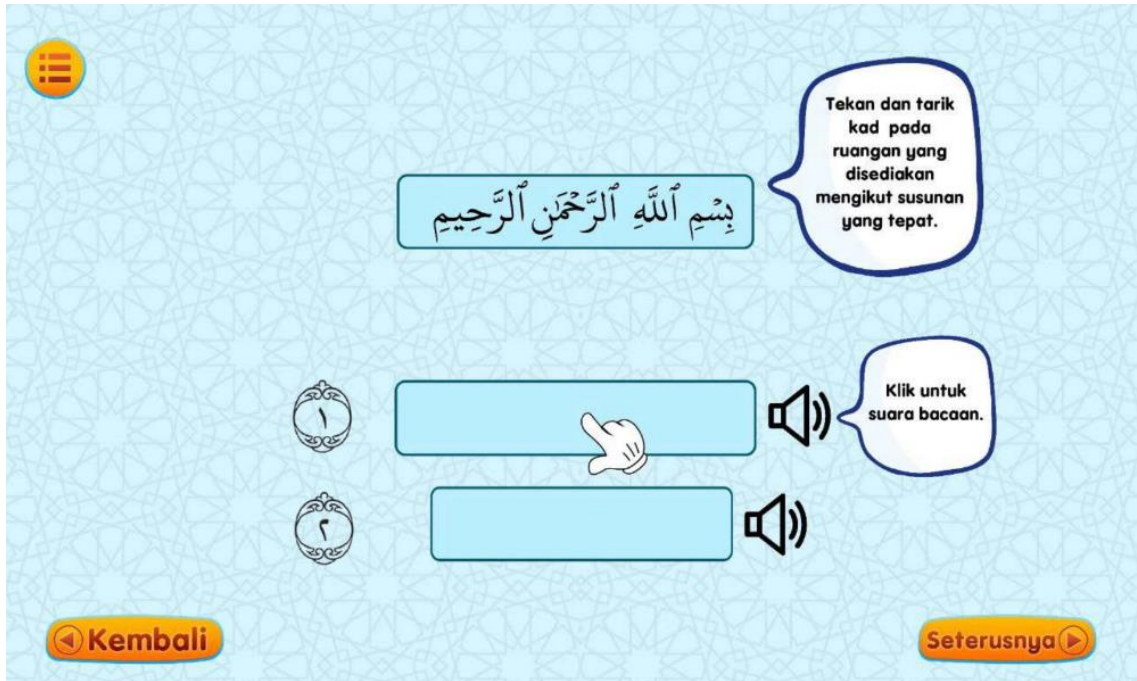 Tekan dan tarik
kad pada
ruangan yang
disediakan
mengikut susunan
yang tepat.
بِسْمِ ٱللَّهِ ٱلرَّحْمَٰنِ ٱلرَّحِيمِ
١
Klik untuk
suara bacaan.
٢
Kembali
Seterusnya